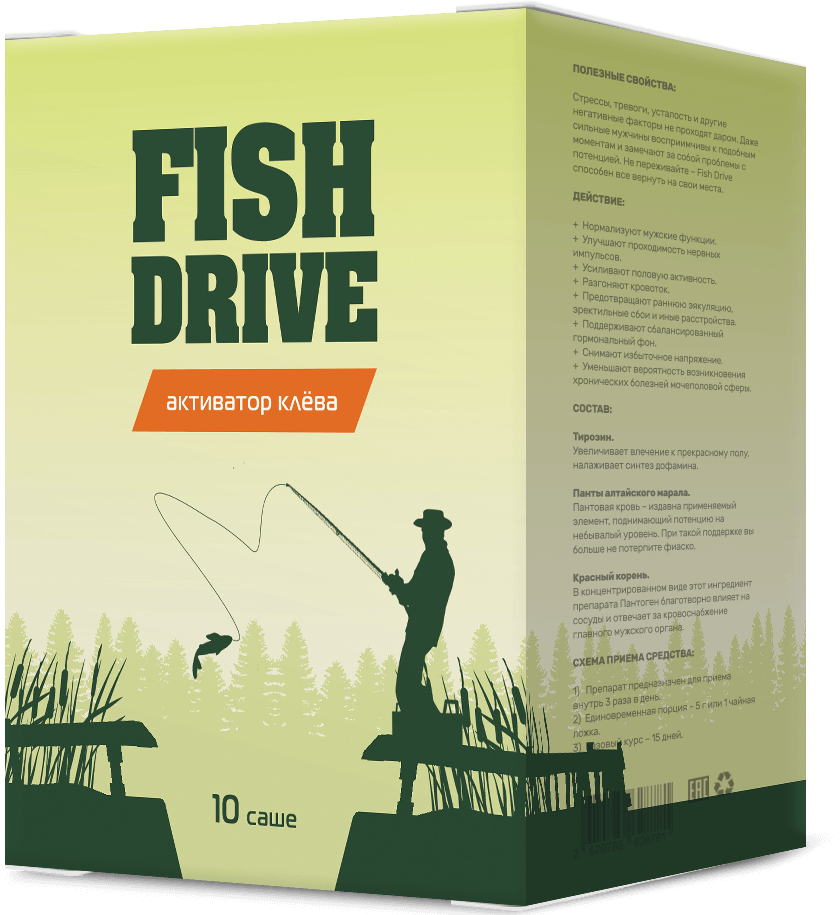 FISH
DRIVE
активатор клёва
10 саше
ПОЛЕЗНЫЕ СВОЙСТВА:
Стрессы, тревоги, усталость и другие
негативные факторы не проходят даром. Даже
сильные мужчины восприимчивы к подобным
моментам и замечают за собой проблемы с
потенцией. Не переживайте – Fish Drive
способен все вернуть на свои места.
ДЕЙСТВИЕ:
+ Нормализуют мужские функции.
+ Улучшают проходимость нервных
импульсов.
+ Усиливают половую активность.
+ Разгоняют кровоток.
+ Предотвращают раннюю эякуляцию,
эректильные сбои и иные расстройства.
+ Поддерживают сбалансированный
гормональный фон.
+ Снимают избыточное напряжение.
+ Уменьшают вероятность возникновения
хронических болезней мочеполовой сферы.
СОСТАВ:
Тирозин.
Увеличивает влечение к прекрасному полу,
налаживает синтез дофамина.
Панты алтайского марала.
Пантовая кровь – издавна применяемый
элемент, поднимающий потенцию на
небывалый уровень. При такой поддержке вы
больше не потерпите фиаско.
Красный корень.
В концентрированном виде этот ингредиент
препарата Пантоген благотворно влияет на
сосуды и отвечает за кровоснабжение
главного мужского органа.
СХЕМА ПРИЕМА СРЕДСТВА:
1) Препарат предназначен для приема
внутрь 3 раза в день.
2) Единовременная порция – 5 г или 1 чайная
ложка.
3) курс – 15 дней.
EAC